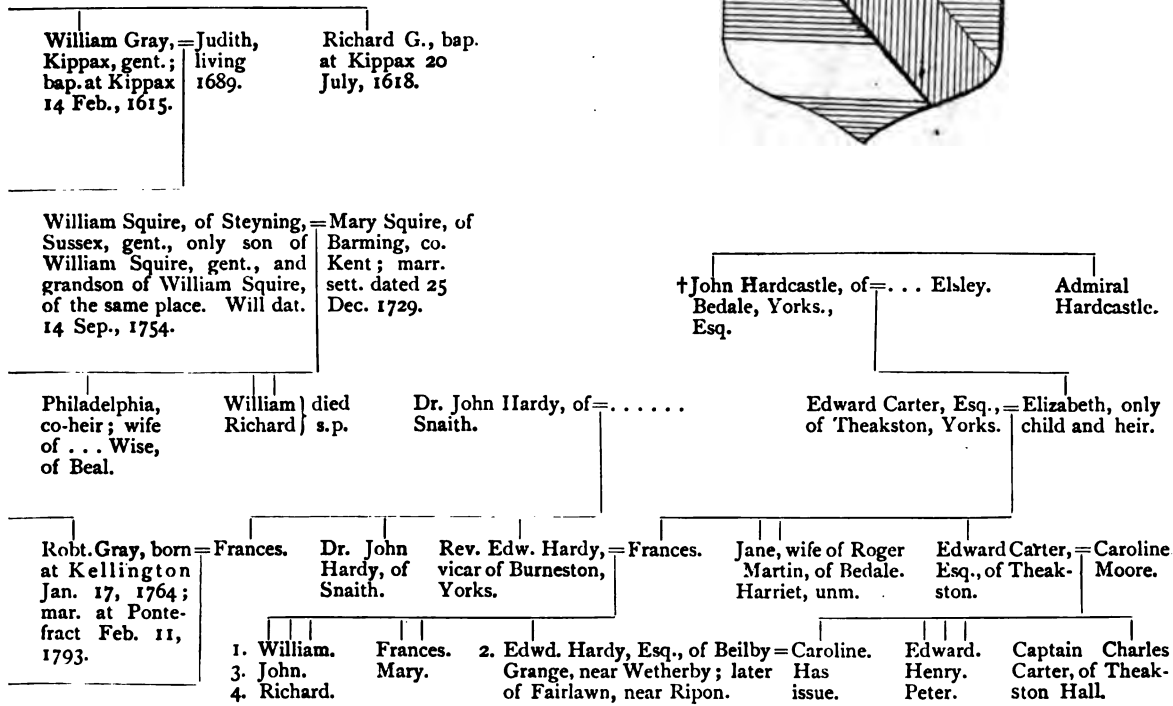 William Gray,=Judith,
Kippax, gent.; living
bap. at Kippax 1689.
14 Feb., 1615.
Richard G., bap.
at Kippax 20
July, 1618.
William Squire, of Steyning,=Mary Squire, of
Sussex, gent., only son of Barming, co.
William Squire, gent., and Kent; marr.
grandson of William Squire, sett. dated 25
of the same place. Will dat. Dec. 1729.
14 Sep., 1754.
†John Hardcastle, of=. . . Elsley.
Bedale, Yorks.,
Esq.
Admiral
Hardcastle.
Philadelphia,
co-heir; wife
of . . . Wise,
of Beal.
William } died
Richard } s.p.
Dr. John Hardy, of=. . . . . .
Snaith.
Edward Carter, Esq.,=Elizabeth, only
of Theakston, Yorks. child and heir.
Robt. Gray, born=Frances.
at Kellington
Jan. 17, 1764;
mar. at Ponte-
fract Feb. 11,
1793.
Dr. John
Hardy, of
Snaith.
Rev. Edw. Hardy,=Frances.
vicar of Burneston,
Yorks.
Jane, wife of Roger
Martin, of Bedale.
Harriet, unm.
Edward Carter,=Caroline
Esq., of Theak- Moore.
ston.
1. William.
3. John.
4. Richard.
Frances.
Mary.
2. Edwd. Hardy, Esq., of Beilby=Caroline.
Grange, near Wetherby; later Has
of Fairlawn, near Ripon. issue.
Edward.
Henry.
Peter.
Captain Charles
Carter, of Theak-
ston Hall.